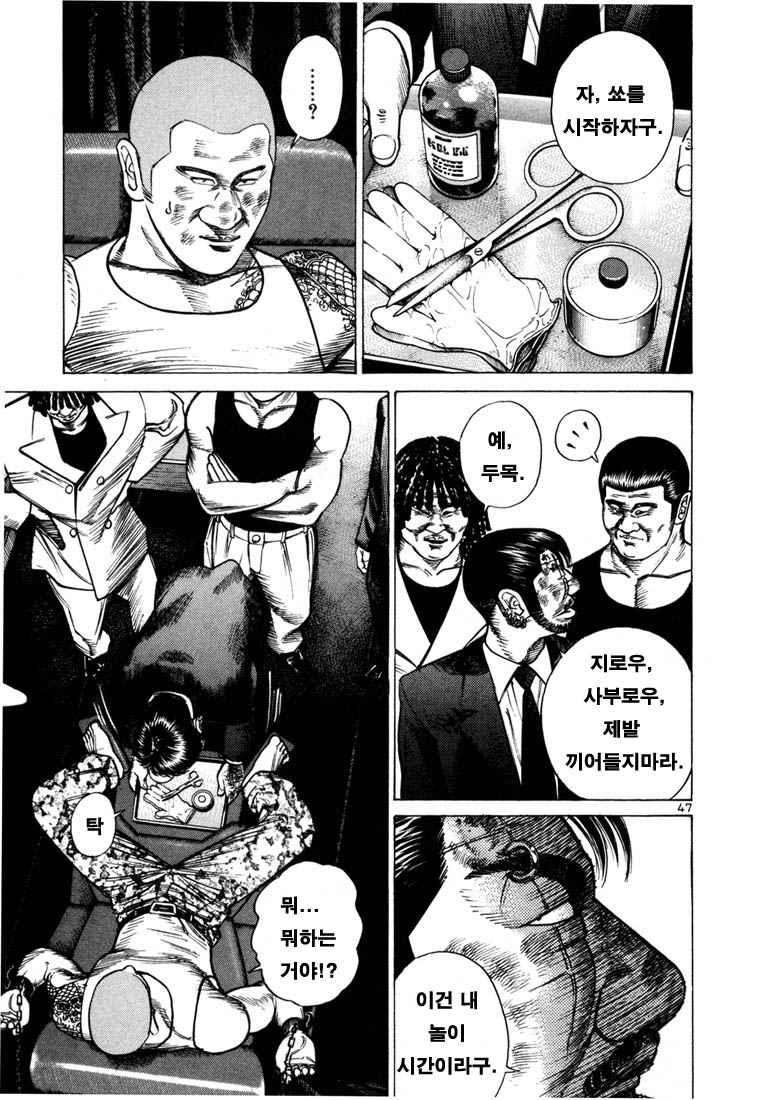 자, 쑈를
시작하자구.
……?
예,
두목.
지로우,
사부로우,
제발
끼어들지마라.
탁
뭐...
뭐하는
거야!?
47
이건 내
놀이
시간이라구.